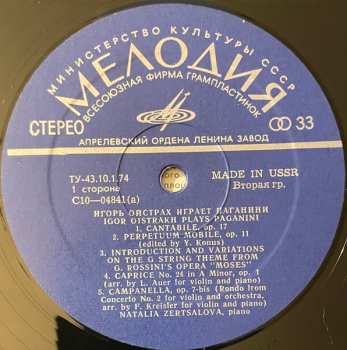 МИНИСТЕРСТВО КУЛЬТУРЫ СССР
МЕЛОДИЯ
ВСЕСОЮЗНАЯ ФИРМА ГРАМПЛАСТИНОК
СТЕРЕО
33
АПРЕЛЕВСКИЙ ОРДЕНА ЛЕНИНА ЗАВОД
ТУ-43.10.1.74
1 сторона
С10—04841(а)
MADE IN USSR
Вторая гр.
ИГОРЬ ОЙСТРАХ ИГРАЕТ ПАГАНИНИ
IGOR OISTRAKH PLAYS PAGANINI
1. CANTABILE, op. 17
2. PERPETUUM MOBILE, op. 11
(edited by Y. Konus)
3. INTRODUCTION AND VARIATIONS
ON THE G STRING THEME FROM
G. ROSSINI'S OPERA "MOSES"
4. CAPRICE No. 24 in A Minor, op. 1
(arr. by L. Auer for violin and piano)
5. CAMPANELLA, op. 7-bis (Rondo from
Concerto No. 2 for violin and orchestra,
arr. by F. Kreisler for violin and piano)
NATALIA ZERTSALOVA, piano